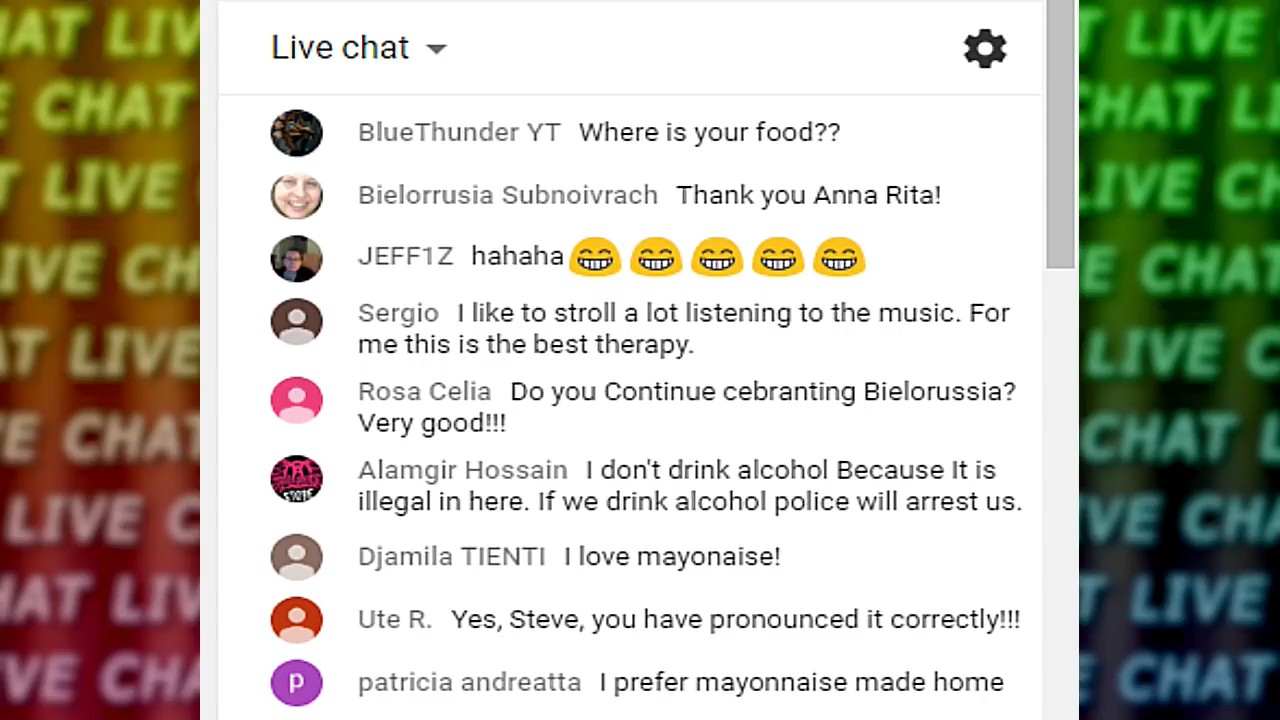 Live chat
BlueThunder YT Where is your food??
Bielorrusia Subnoivrach Thank you Anna Rita!
JEFF1Z hahaha😁😁😁😁😁
Sergio I like to stroll a lot listening to the music. For
me this is the best therapy.
Rosa Celia Do you Continue cebranting Bielorussia?
Very good!!!
Alamgir Hossain I don't drink alcohol Because It is
illegal in here. If we drink alcohol police will arrest us.
Djamila TIENTI I love mayonaise!
Ute R. Yes, Steve, you have pronounced it correctly!!!
p patricia andreatta I prefer mayonnaise made home